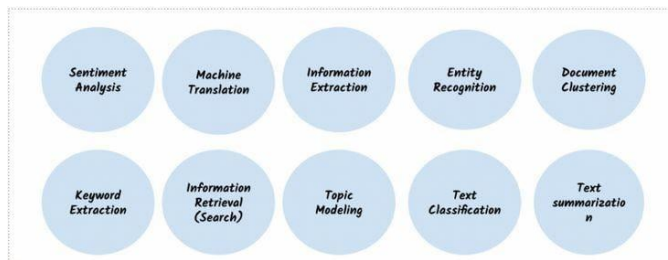 Sentiment
Analysis
Machine
Translation
Information
Extraction
Entity
Recognition
Document
Clustering
Keyword
Extraction
Information
Retrieval
(Search)
Topic
Modeling
Text
Classification
Text
summarizatio
n